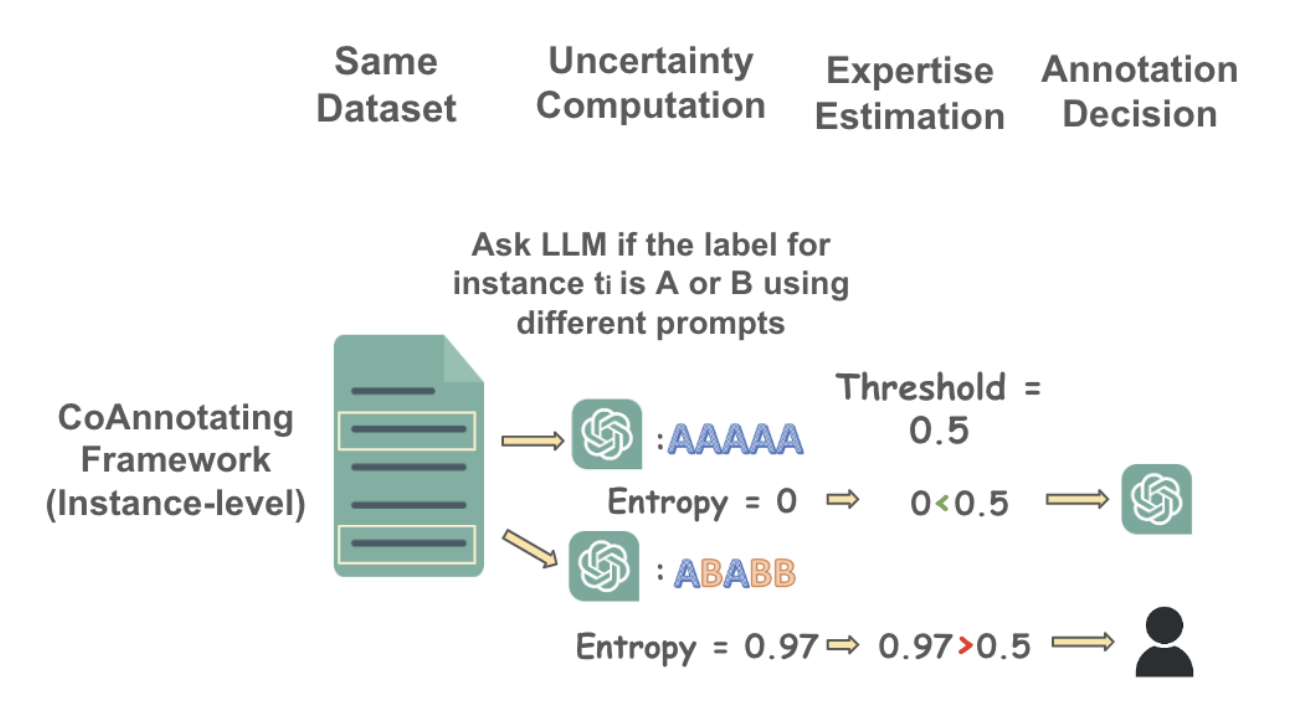 Same
Dataset
Uncertainty
Computation
Expertise
Estimation
Annotation
Decision
Ask LLM if the label for
instance ti is A or B using
different prompts
CoAnnotating
Framework
(Instance-level)
:AAAAA
Threshold =
0.5
Entropy = 0
0<0.5
:ABABB
Entropy = 0.97
0.97>0.5